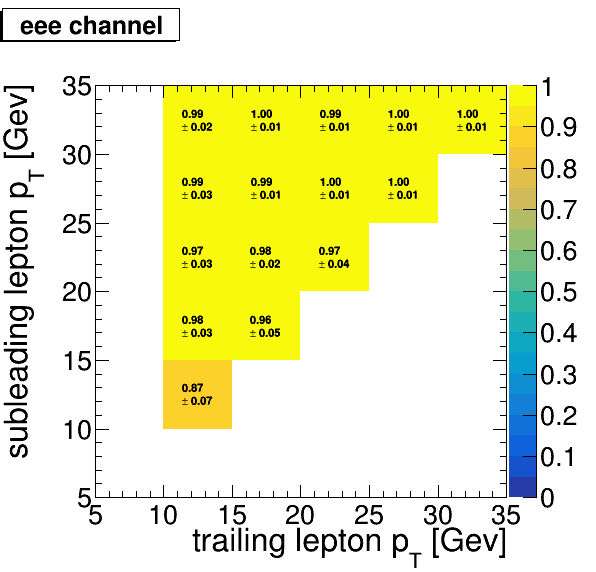 eee channel
subleading lepton pT [Gev]
35
30
25
20
15
10
5
0.99 1.00 0.99 1.00 1.00
± 0.02 ± 0.01 ± 0.01 ± 0.01 ± 0.01
0.99 0.99 1.00 1.00
± 0.03 ± 0.01 ± 0.01 ± 0.01
0.97 0.98 0.97
± 0.03 ± 0.02 ± 0.04
0.98 0.96
± 0.03 ± 0.05
0.87
± 0.07
5 10 15 20 25 30 35
trailing lepton pT [Gev]
1
0.9
0.8
0.7
0.6
0.5
0.4
0.3
0.2
0.1
0